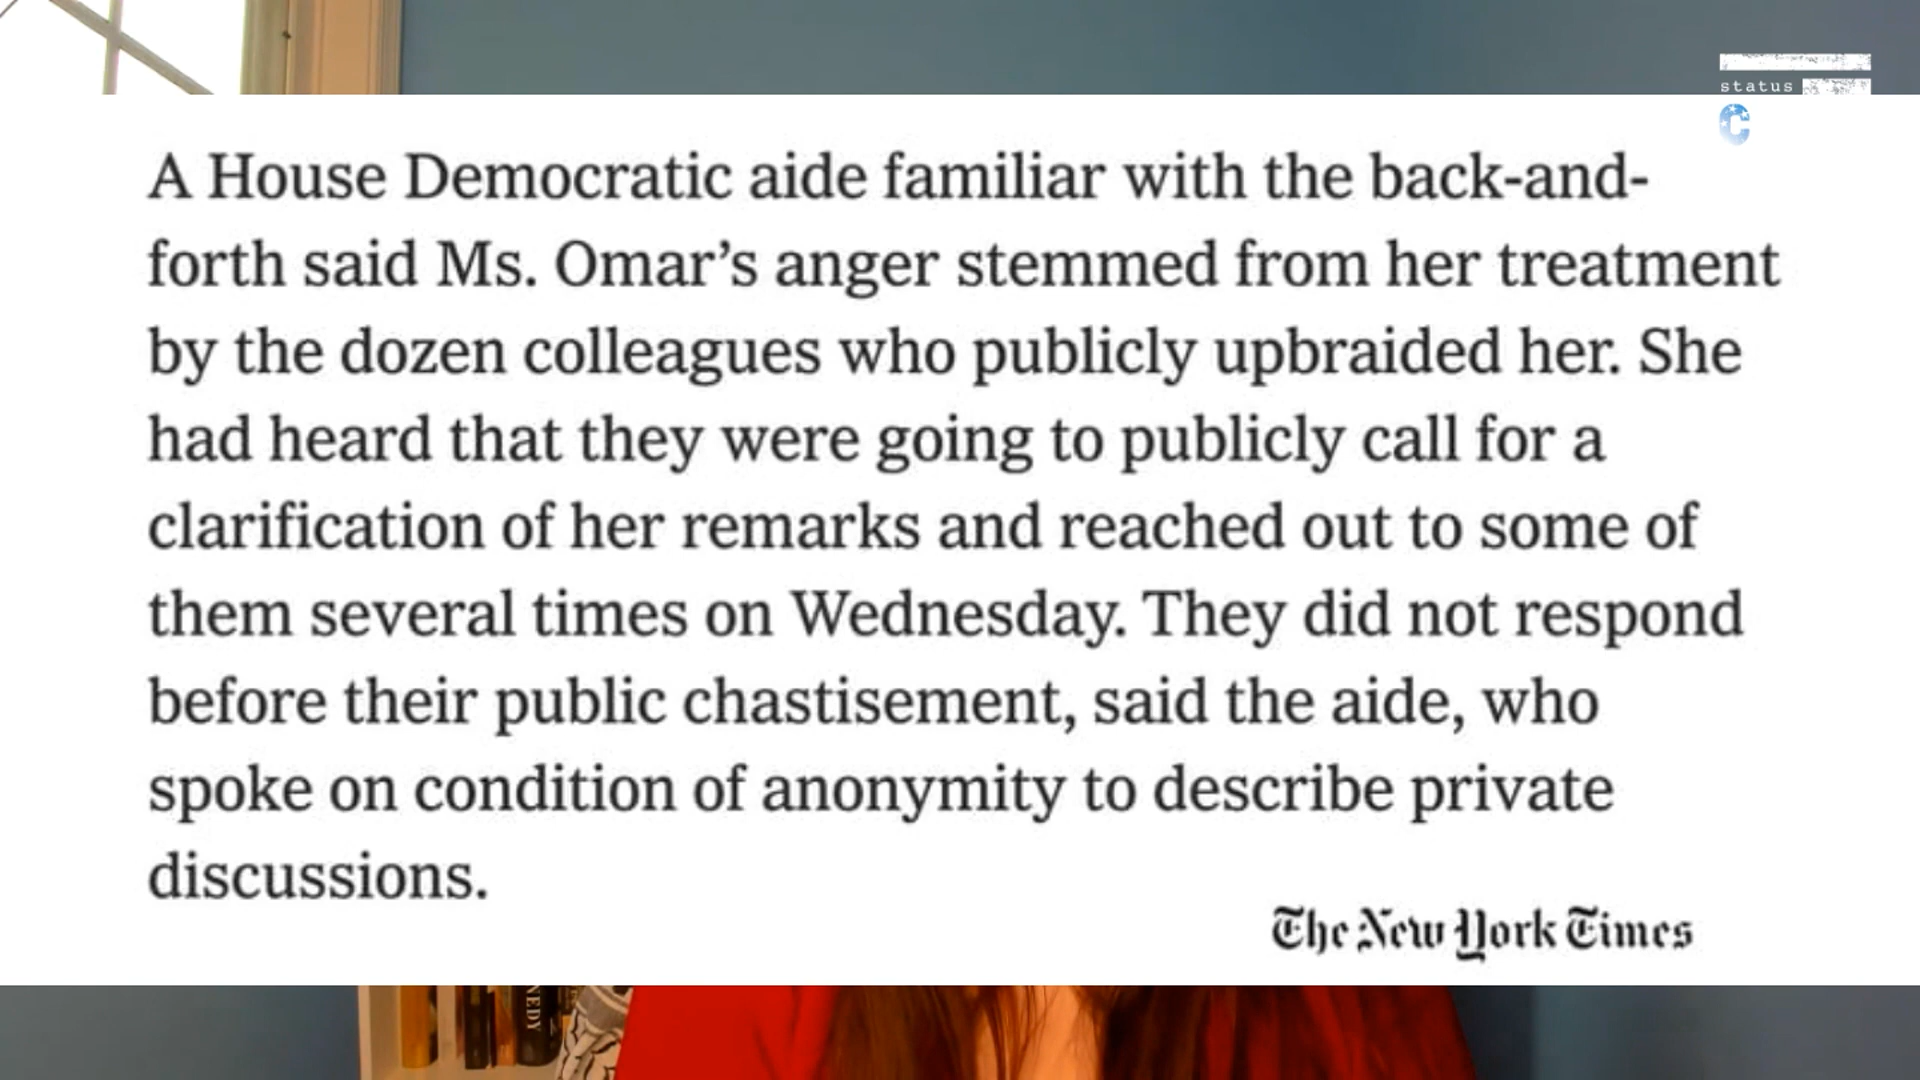 status
C
A House Democratic aide familiar with the back-and-
forth said Ms. Omar’s anger stemmed from her treatment
by the dozen colleagues who publicly upbraided her. She
had heard that they were going to publicly call for a
clarification of her remarks and reached out to some of
them several times on Wednesday. They did not respond
before their public chastisement, said the aide, who
spoke on condition of anonymity to describe private
discussions.
The New York Times
NEDY